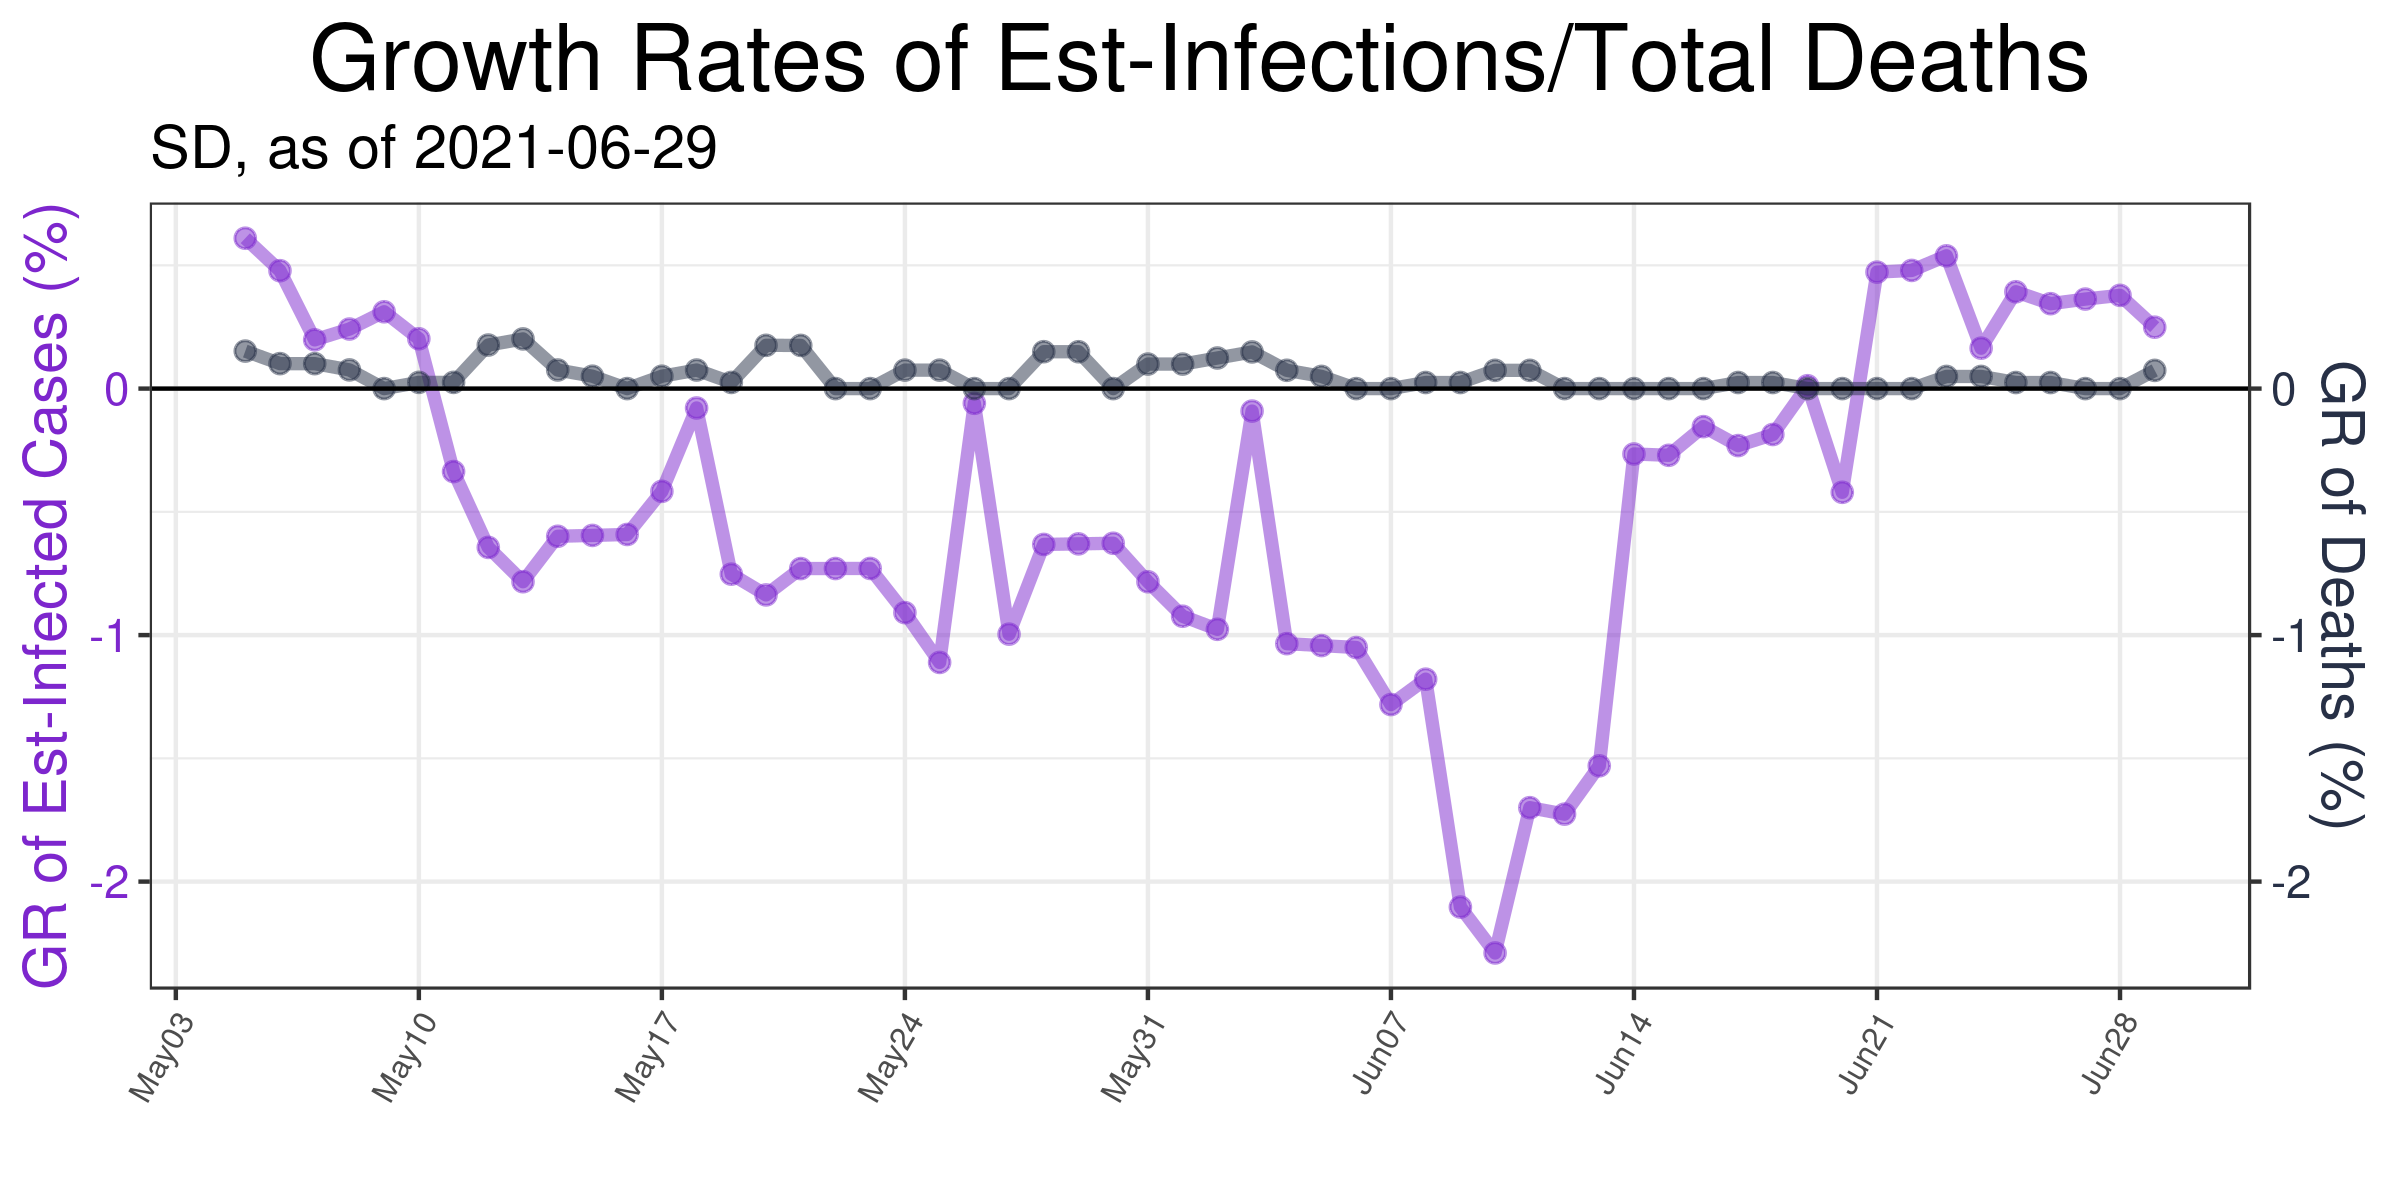 Growth Rates of Est-Infections/Total Deaths
SD, as of 2021-06-29
GR of Est-Infected Cases (%)
0
-1
-2
0
-1
-2
GR of Deaths (%)
May03
May10
May17
May24
May31
Jun07
Jun14
Jun21
Jun28